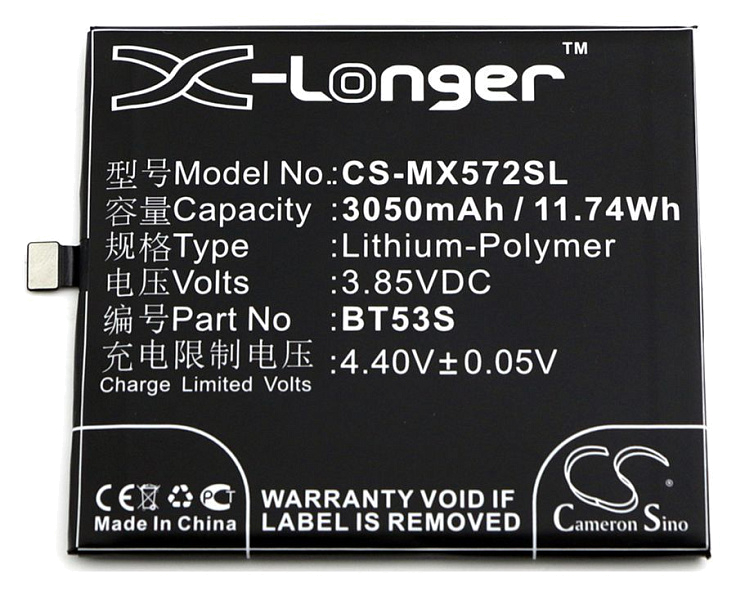 X-Longer™
型号Model No.:CS-MX572SL
容量Capacity :3050mAh / 11.74Wh
规格Type :Lithium-Polymer
电压Volts :3.85VDC
编号Part No :BT53S
充电限制电压 :4.40V±0.05V
Charge Limited Volts
CE PCT
Made In China
WARRANTY VOID IF
LABEL IS REMOVED
CS®
Cameron Sino